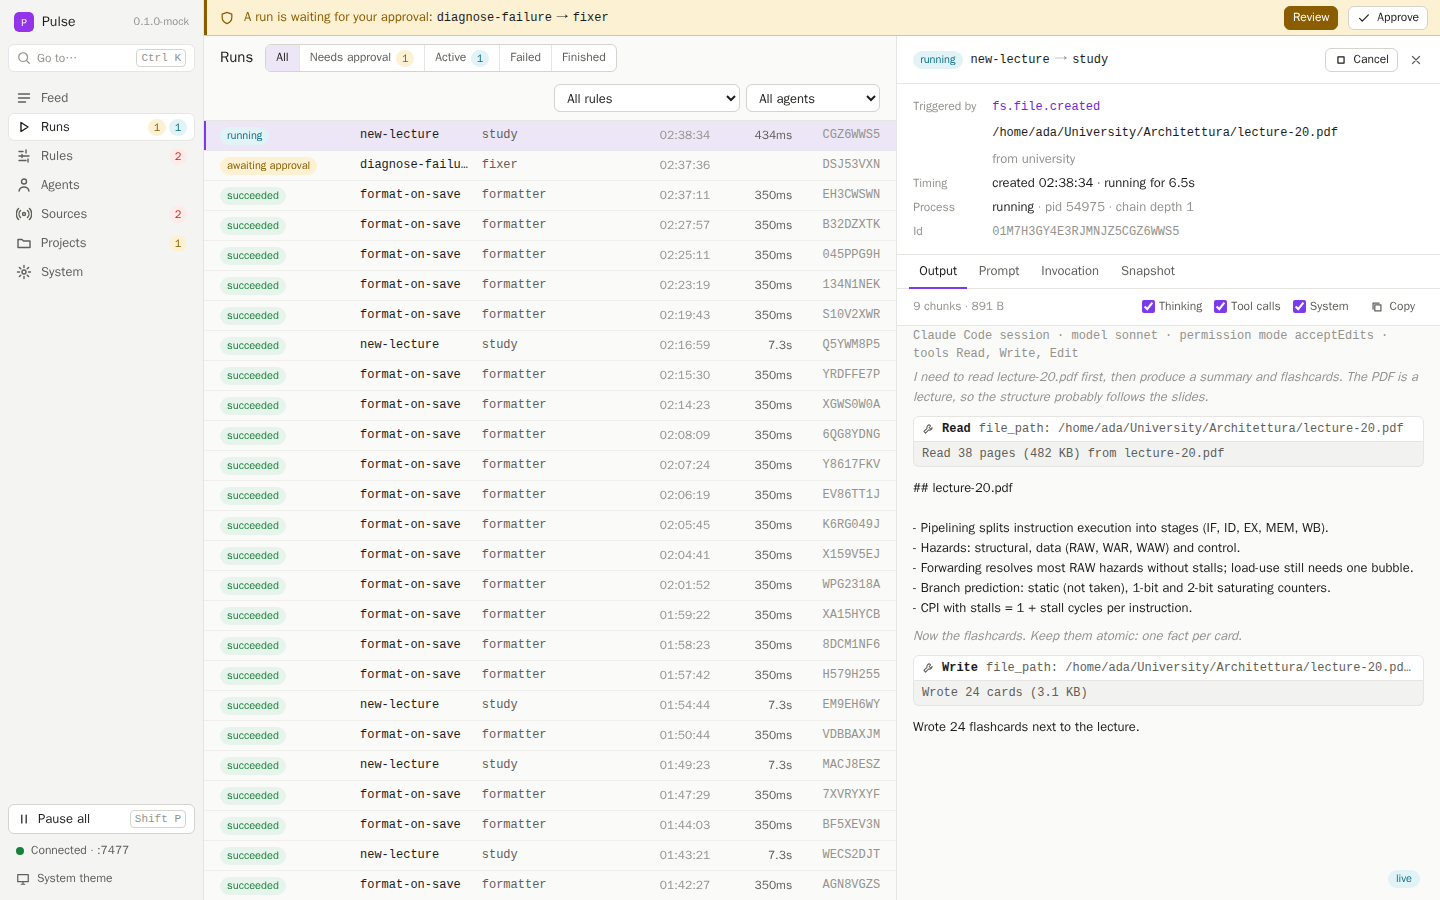 P Pulse 0.1.0-mock
Go to··· Ctrl K
Feed
Runs 1 1
Rules 2
Agents
Sources 2
Projects 1
System
Pause all Shift P
Connected · :7477
System theme
A run is waiting for your approval: diagnose-failure → fixer Review Approve
Runs All Needs approval 1 Active 1 Failed Finished
All rules All agents
running new-lecture study 02:38:34 434ms CGZ6WWS5
awaiting approval diagnose-failu… fixer 02:37:36 DSJ53VXN
succeeded format-on-save formatter 02:37:11 350ms EH3CWSWN
succeeded format-on-save formatter 02:27:57 350ms B32DZXTK
succeeded format-on-save formatter 02:25:11 350ms 045PPG9H
succeeded format-on-save formatter 02:23:19 350ms 134N1NEK
succeeded format-on-save formatter 02:19:43 350ms S10V2XWR
succeeded new-lecture study 02:16:59 7.3s Q5YWM8P5
succeeded format-on-save formatter 02:15:30 350ms YRDFFE7P
succeeded format-on-save formatter 02:14:23 350ms XGWS0W0A
succeeded format-on-save formatter 02:08:09 350ms 6QG8YDNG
succeeded format-on-save formatter 02:07:24 350ms Y8617FKV
succeeded format-on-save formatter 02:06:19 350ms EV86TT1J
succeeded format-on-save formatter 02:05:45 350ms K6RG049J
succeeded format-on-save formatter 02:04:41 350ms X159V5EJ
succeeded format-on-save formatter 02:01:52 350ms WPG2318A
succeeded format-on-save formatter 01:59:22 350ms XA15HYCB
succeeded format-on-save formatter 01:58:23 350ms 8DCM1NF6
succeeded format-on-save formatter 01:57:42 350ms H579H255
succeeded new-lecture study 01:54:44 7.3s EM9EH6WY
succeeded format-on-save formatter 01:50:44 350ms VDBBAXJM
succeeded new-lecture study 01:49:23 7.3s MACJ8ESZ
succeeded format-on-save formatter 01:47:29 350ms 7XVRYXYF
succeeded format-on-save formatter 01:44:03 350ms BF5XEV3N
succeeded new-lecture study 01:43:21 7.3s WECS2DJT
succeeded format-on-save formatter 01:42:27 350ms AGN8VGZS
running new-lecture → study Cancel
Triggered by fs.file.created
/home/ada/University/Architettura/lecture-20.pdf
from university
Timing created 02:38:34 · running for 6.5s
Process running · pid 54975 · chain depth 1
Id 01M7H3GY4E3RJMNJZ5CGZ6WWS5
Output Prompt Invocation Snapshot
9 chunks · 891 B Thinking Tool calls System Copy
Claude Code session · model sonnet · permission mode acceptEdits ·
tools Read, Write, Edit
I need to read lecture-20.pdf first, then produce a summary and flashcards. The PDF is a
lecture, so the structure probably follows the slides.
Read file_path: /home/ada/University/Architettura/lecture-20.pdf
Read 38 pages (482 KB) from lecture-20.pdf
## lecture-20.pdf
- Pipelining splits instruction execution into stages (IF, ID, EX, MEM, WB).
- Hazards: structural, data (RAW, WAR, WAW) and control.
- Forwarding resolves most RAW hazards without stalls; load-use still needs one bubble.
- Branch prediction: static (not taken), 1-bit and 2-bit saturating counters.
- CPI with stalls = 1 + stall cycles per instruction.
Now the flashcards. Keep them atomic: one fact per card.
Write file_path: /home/ada/University/Architettura/lecture-20.pd…
Wrote 24 cards (3.1 KB)
Wrote 24 flashcards next to the lecture.
live